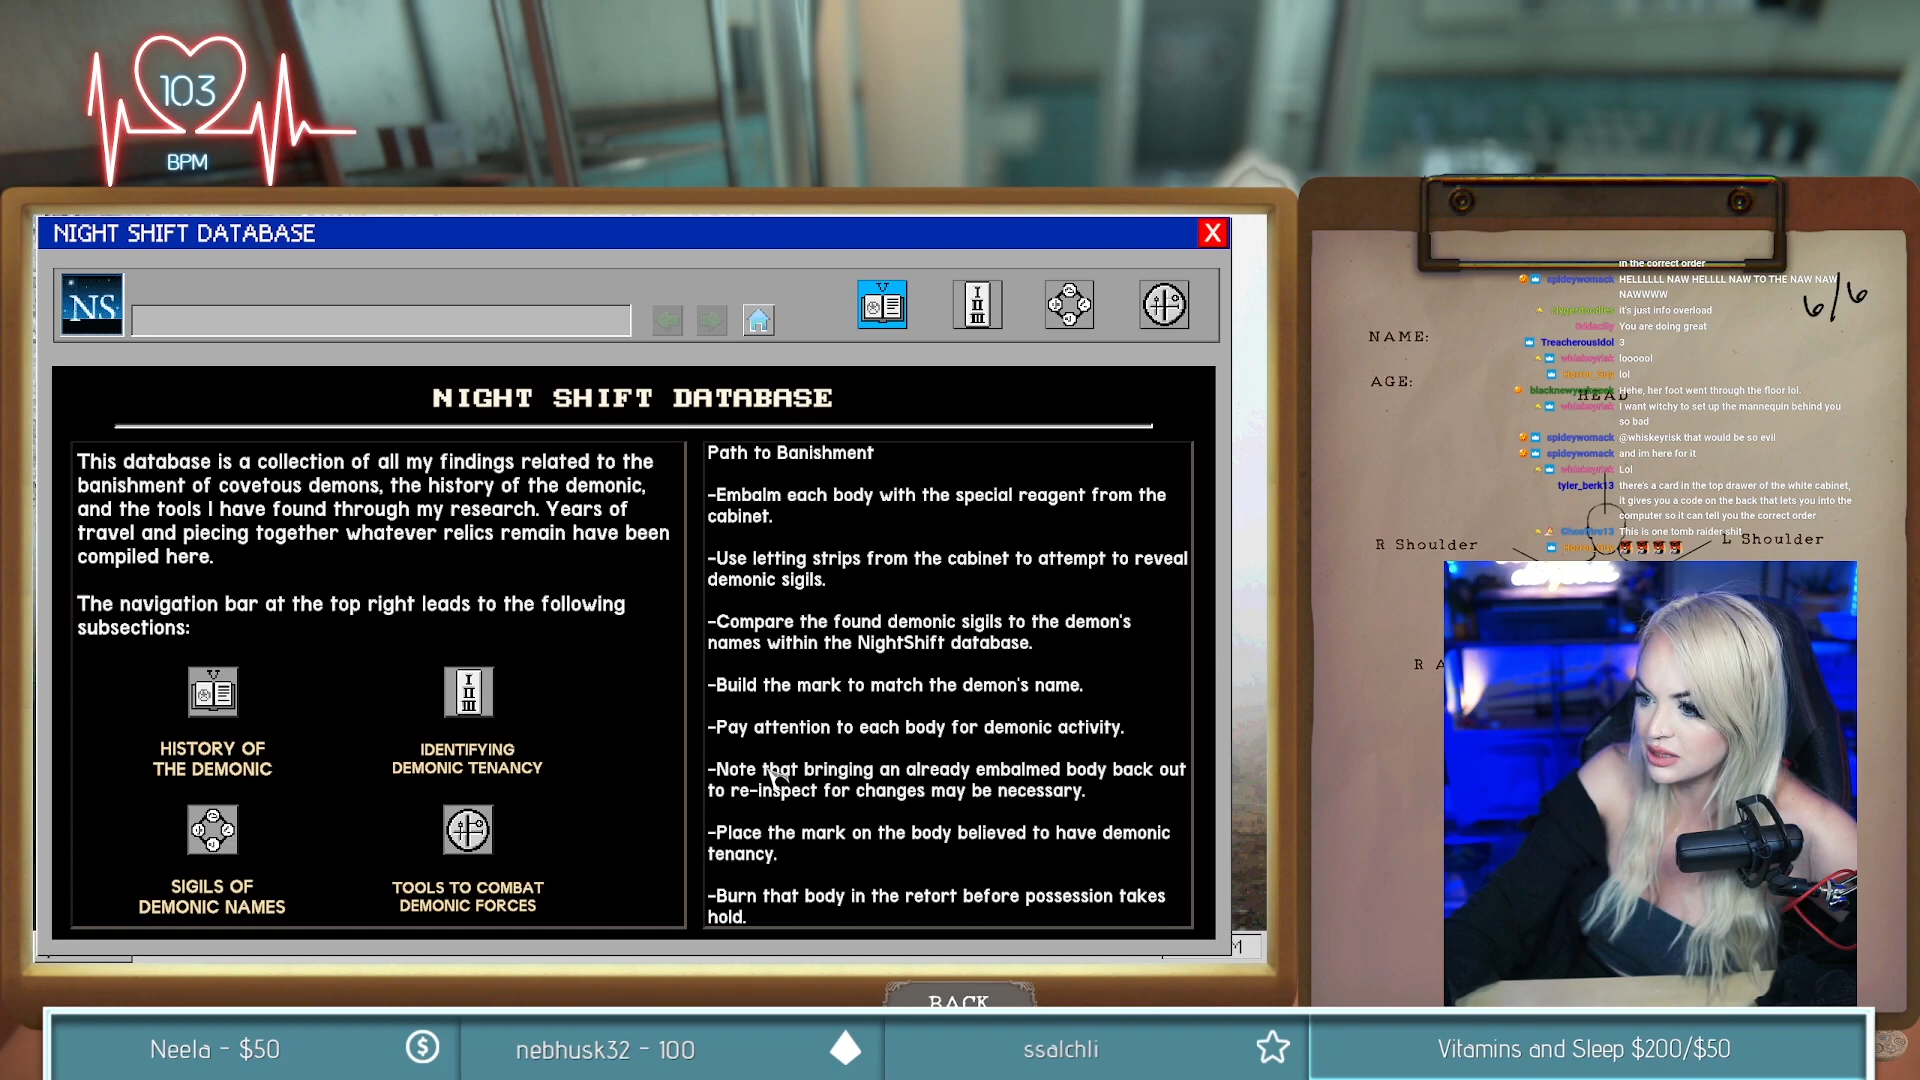 103
BPM
NIGHT SHIFT DATABASE
X
NS
V
I
II
III
NIGHT SHIFT DATABASE
This database is a collection of all my findings related to the
banishment of covetous demons, the history of the demonic,
and the tools I have found through my research. Years of
travel and piecing together whatever relics remain have been
compiled here.
The navigation bar at the top right leads to the following
subsections:
V
I
II
III
HISTORY OF
THE DEMONIC
IDENTIFYING
DEMONIC TENANCY
SIGILS OF
DEMONIC NAMES
TOOLS TO COMBAT
DEMONIC FORCES
Path to Banishment
-Embalm each body with the special reagent from the
cabinet.
-Use letting strips from the cabinet to attempt to reveal
demonic sigils.
-Compare the found demonic sigils to the demon's
names within the NightShift database.
-Build the mark to match the demon's name.
-Pay attention to each body for demonic activity.
-Note that bringing an already embalmed body back out
to re-inspect for changes may be necessary.
-Place the mark on the body believed to have demonic
tenancy.
-Burn that body in the retort before possession takes
hold.
BACK
6/6
NAME:
AGE:
HEAD
R Shoulder
L Shoulder
R A
in the correct order
spideywomack HELLLLLL NAW HELLL NAW TO THE NAW NAW
NAWWWW
it's just info overload
You are doing great
TreacherousIdol 3
whiskeyrisk loooool
lol
Hehe, her foot went through the floor lol.
whiskeyrisk I want witchy to set up the mannequin behind you
so bad
spideywomack @whiskeyrisk that would be so evil
spideywomack and im here for it
whiskeyrisk Lol
tyler_berk13 there's a card in the top drawer of the white cabinet,
it gives you a code on the back that lets you into the
computer so it can tell you the correct order
This is one tomb raider shit
Neela - $50
nebhusk32 - 100
ssalchli
Vitamins and Sleep $200/$50